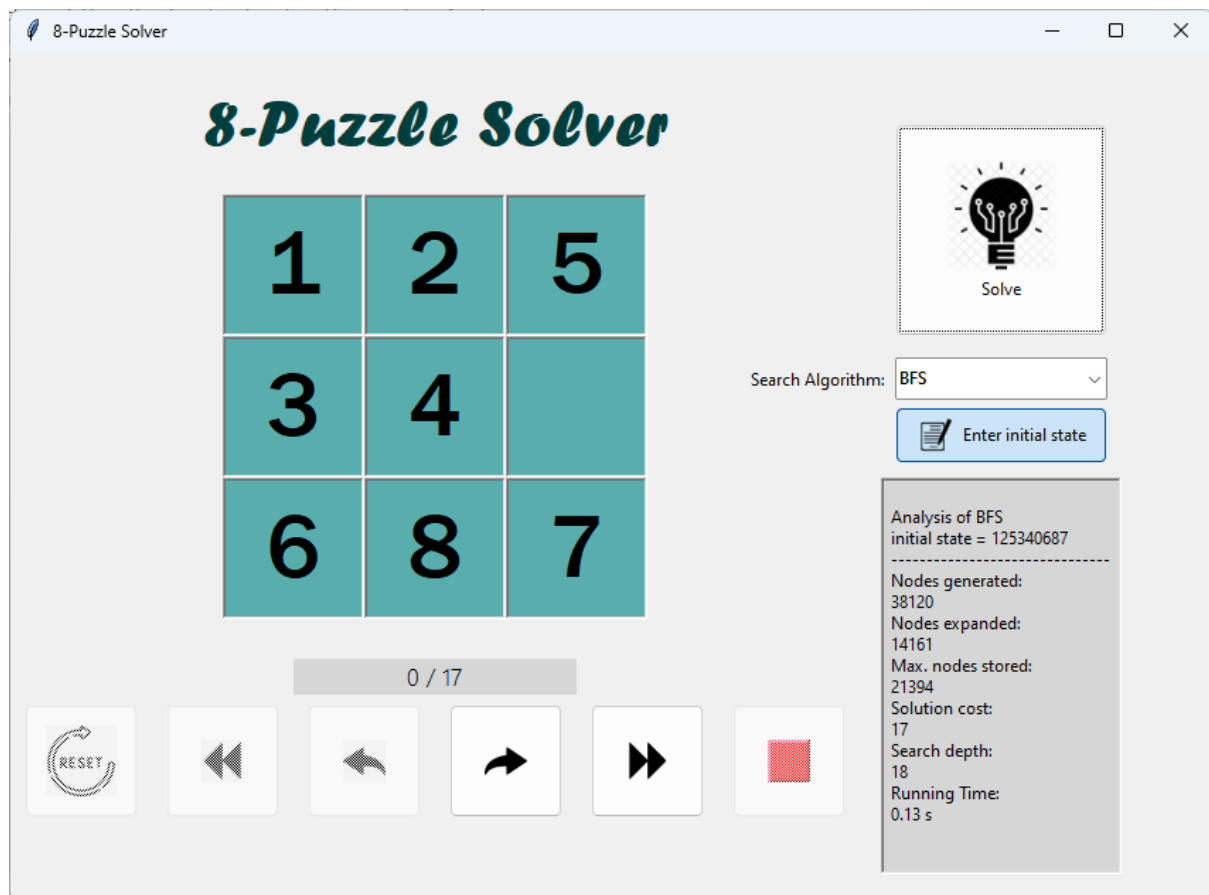 8-Puzzle Solver
8-Puzzle Solver
1 2 5
3 4
6 8 7
0 / 17
RESET
Solve
Search Algorithm: BFS
Enter initial state
Analysis of BFS
initial state = 125340687
--------------------------------
Nodes generated:
38120
Nodes expanded:
14161
Max. nodes stored:
21394
Solution cost:
17
Search depth:
18
Running Time:
0.13 s